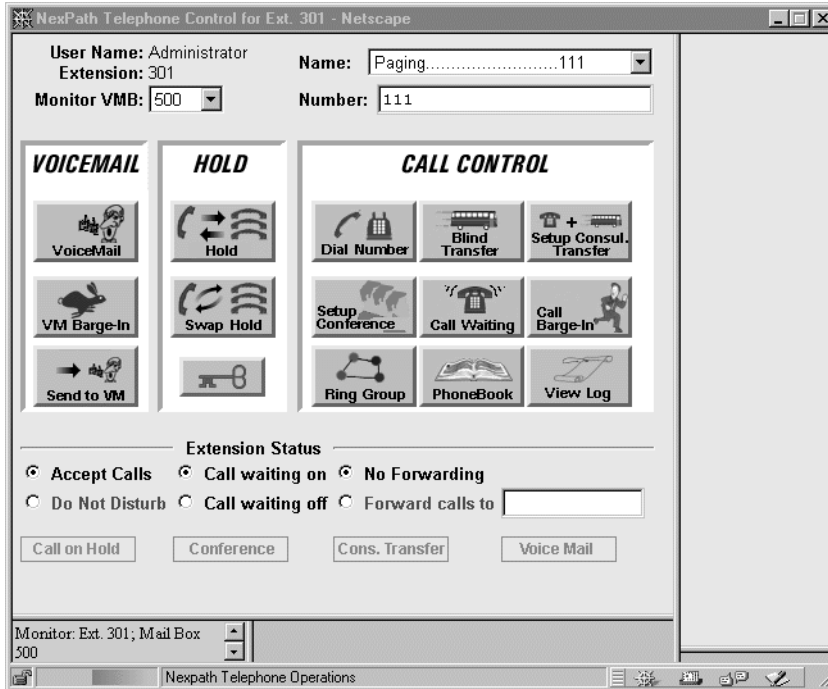 NexPath Telephone Control for Ext. 301 - Netscape
User Name: Administrator
Extension: 301
Monitor VMB: 500
Name: Paging..........................111
Number: 111
VOICEMAIL
VoiceMail
VM Barge-In
Send to VM
HOLD
Hold
Swap Hold
CALL CONTROL
Dial Number
Blind
Transfer
Setup Consul.
Transfer
Setup
Conference
Call Waiting
Call
Barge-In
Ring Group
PhoneBook
View Log
Extension Status
Accept Calls
Call waiting on
No Forwarding
Do Not Disturb
Call waiting off
Forward calls to
Call on Hold
Conference
Cons. Transfer
Voice Mail
Monitor: Ext. 301; Mail Box
500
Nexpath Telephone Operations